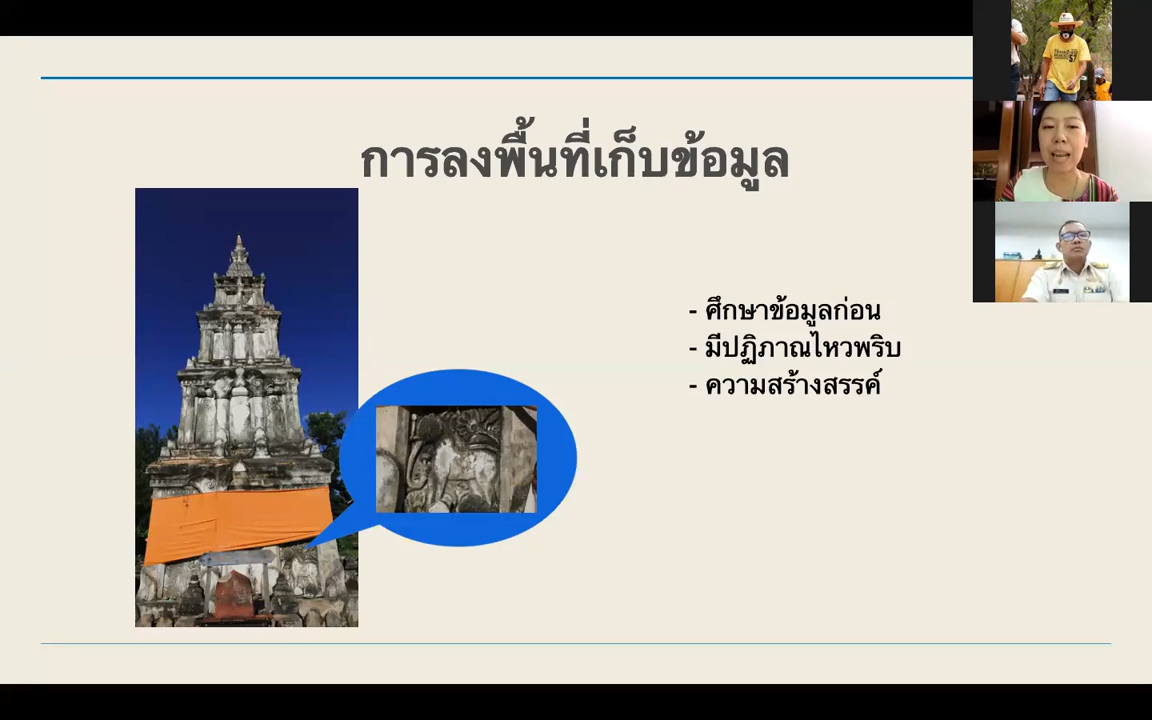 การลงพื้นที่เก็บข้อมูล
- ศึกษาข้อมูลก่อน
- มีปฏิภาณไหวพริบ
- ความสร้างสรรค์